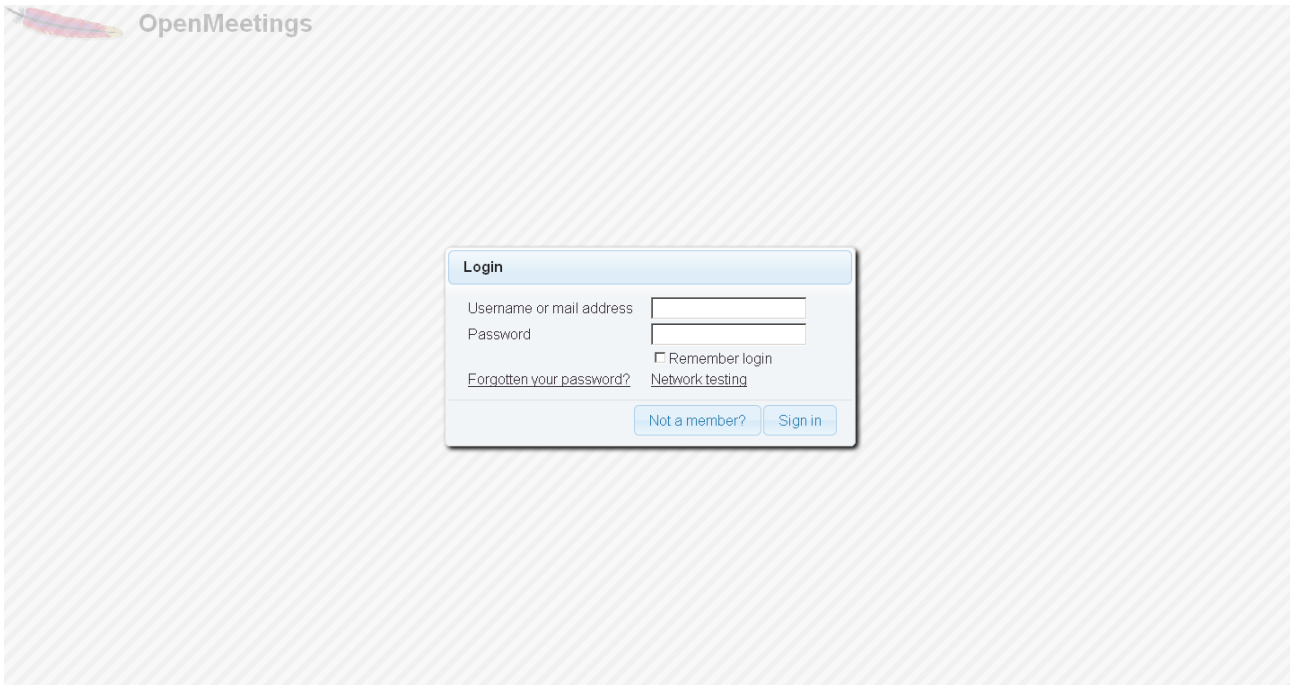 OpenMeetings
Login
Username or mail address
Password
Remember login
Forgotten your password? Network testing
Not a member? Sign in